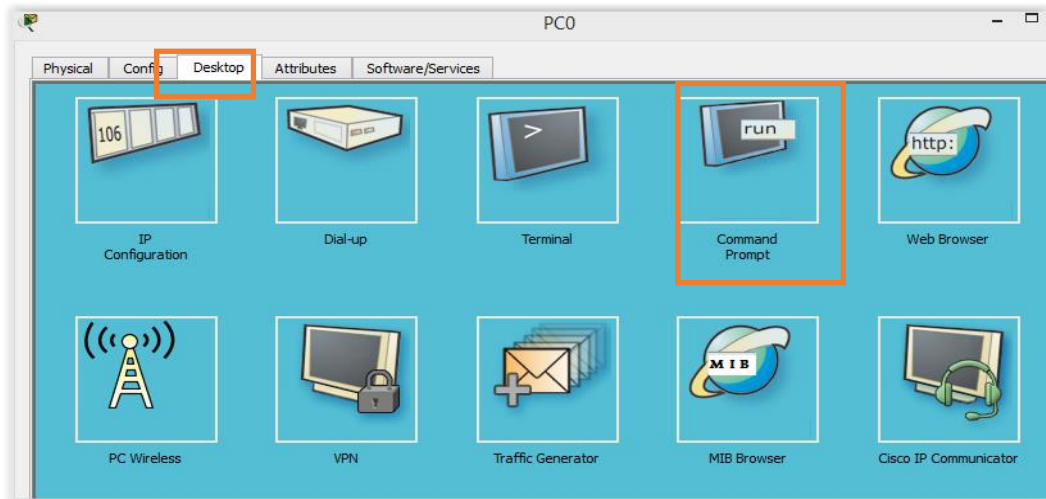 PC0
Physical Config Desktop Attributes Software/Services
106
>
run
http:
IP
Configuration
Dial-up
Terminal
Command
Prompt
Web Browser
MIB
PC Wireless
VPN
Traffic Generator
MIB Browser
Cisco IP Communicator